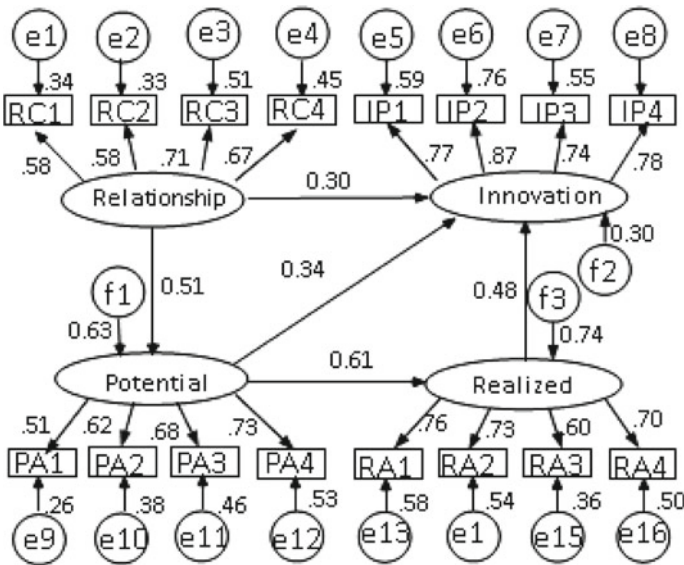 e1 e2 e3 e4 e5 e6 e7 e8
.34 .33 .51 .45 .59 .76 .55
RC1 RC2 RC3 RC4 IP1 IP2 IP3 IP4
.58 .58 .71 .67 .77 .87 .74 .78
Relationship 0.30 Innovation
0.30
f2
0.51 0.34 0.48
f1 f3
0.63 0.74
0.61
Potential Realized
.51 .62 .68 .73 .76 .73 .60 .70
PA1 PA2 PA3 PA4 RA1 RA2 RA3 RA4
.26 .38 .46 .53 .58 .54 .36 .50
e9 e10 e11 e12 e13 e1 e15 e16